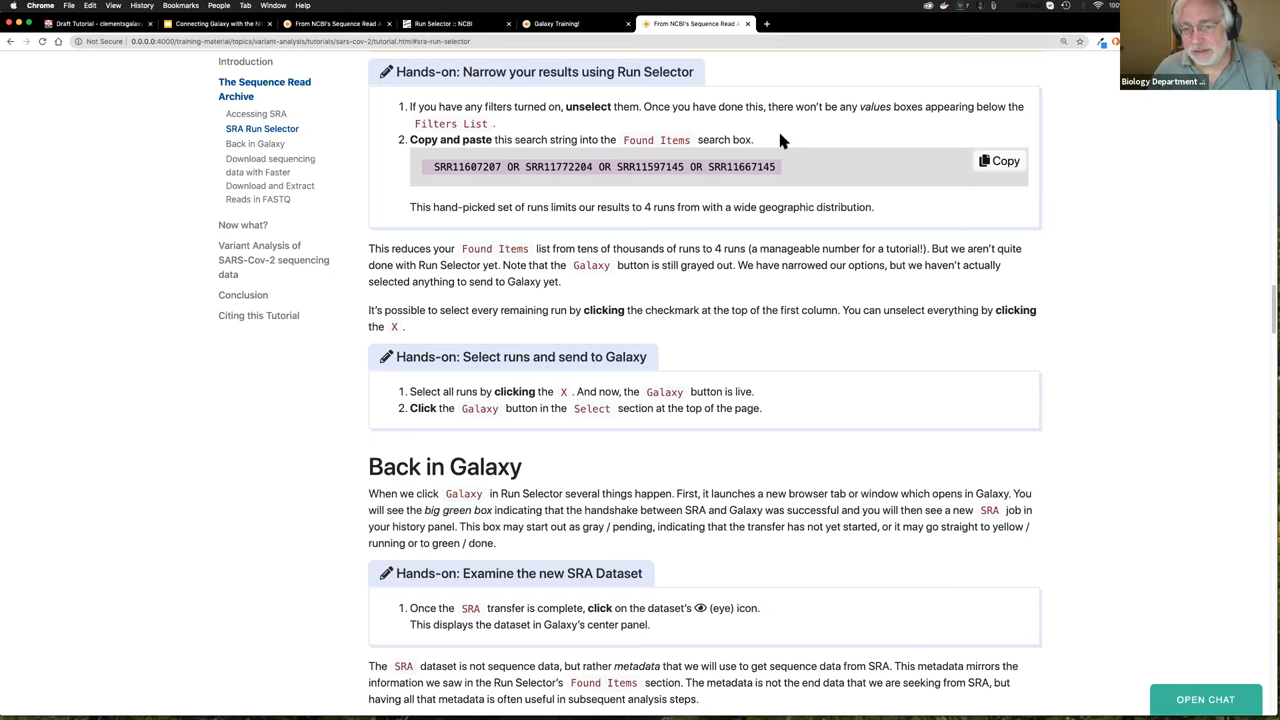 Chrome File Edit View History Bookmarks People Tab Window Help
Draft Tutorial - clementsgalax
Connecting Galaxy with the N
From NCBI's Sequence Read A
Run Selector :: NCBI
Galaxy Training!
From NCBI's Sequence Read A
Not Secure 0.0.0.0:4000/training-material/topics/variant-analysis/tutorials/sars-cov-2/tutorial.html#sra-run-selector
Biology Department ...
Introduction
The Sequence Read
Archive
Accessing SRA
SRA Run Selector
Back in Galaxy
Download sequencing
data with Faster
Download and Extract
Reads in FASTQ
Now what?
Variant Analysis of
SARS-Cov-2 sequencing
data
Conclusion
Citing this Tutorial
Hands-on: Narrow your results using Run Selector
1. If you have any filters turned on, unselect them. Once you have done this, there won't be any values boxes appearing below the
Filters List .
2. Copy and paste this search string into the Found Items search box.
SRR11607207 OR SRR11772204 OR SRR11597145 OR SRR11667145
Copy
This hand-picked set of runs limits our results to 4 runs from with a wide geographic distribution.
This reduces your Found Items list from tens of thousands of runs to 4 runs (a manageable number for a tutorial!). But we aren't quite
done with Run Selector yet. Note that the Galaxy button is still grayed out. We have narrowed our options, but we haven't actually
selected anything to send to Galaxy yet.
It's possible to select every remaining run by clicking the checkmark at the top of the first column. You can unselect everything by clicking
the X .
Hands-on: Select runs and send to Galaxy
1. Select all runs by clicking the X . And now, the Galaxy button is live.
2. Click the Galaxy button in the Select section at the top of the page.
Back in Galaxy
When we click Galaxy in Run Selector several things happen. First, it launches a new browser tab or window which opens in Galaxy. You
will see the big green box indicating that the handshake between SRA and Galaxy was successful and you will then see a new SRA job in
your history panel. This box may start out as gray / pending, indicating that the transfer has not yet started, or it may go straight to yellow /
running or to green / done.
Hands-on: Examine the new SRA Dataset
1. Once the SRA transfer is complete, click on the dataset's (eye) icon.
This displays the dataset in Galaxy's center panel.
The SRA dataset is not sequence data, but rather metadata that we will use to get sequence data from SRA. This metadata mirrors the
information we saw in the Run Selector's Found Items section. The metadata is not the end data that we are seeking from SRA, but
having all that metadata is often useful in subsequent analysis steps.
OPEN CHAT